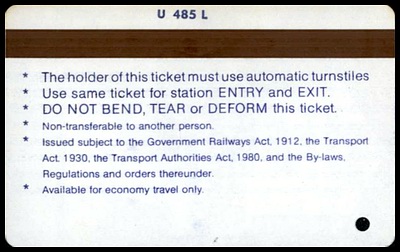 U 485 L
* The holder of this ticket must use automatic turnstiles
* Use same ticket for station ENTRY and EXIT.
* DO NOT BEND, TEAR or DEFORM this ticket.
* Non-transferable to another person.
* Issued subject to the Government Railways Act, 1912, the Transport
Act, 1930, the Transport Authorities Act, 1980, and the By-laws,
Regulations and orders thereunder.
* Available for economy travel only.